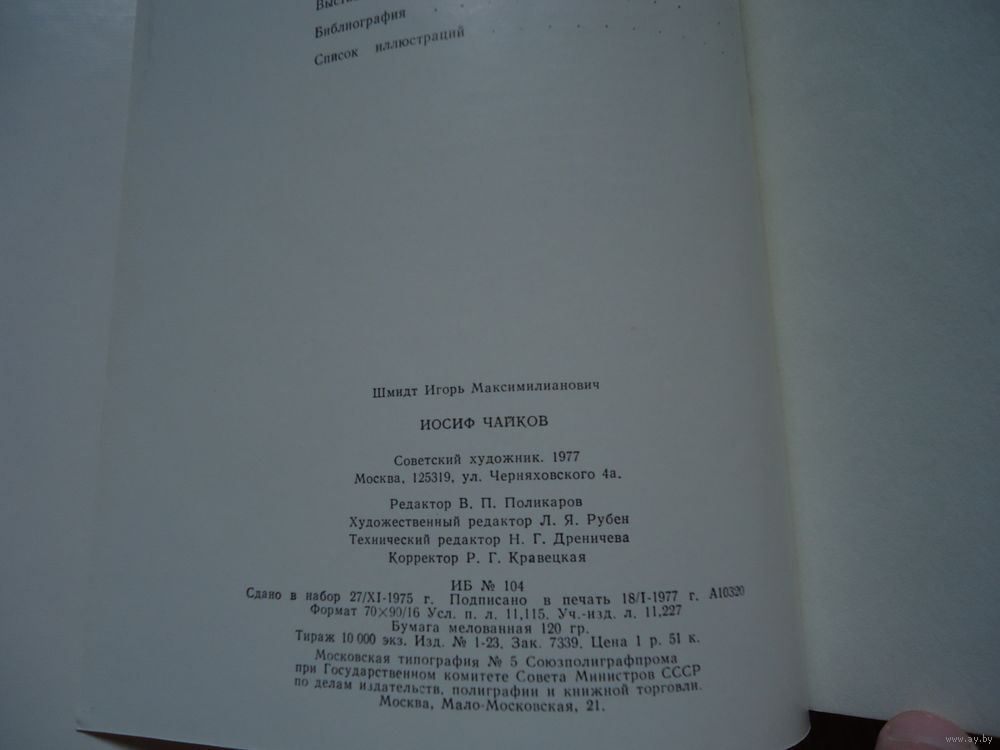 Библиография
Список иллюстраций
Шмидт Игорь Максимилианович
ИОСИФ ЧАЙКОВ
Советский художник. 1977
Москва, 125319, ул. Черняховского 4а.
Редактор В. П. Поликаров
Художественный редактор Л. Я. Рубен
Технический редактор Н. Г. Дреничева
Корректор Р. Г. Кравецкая
ИБ № 104
Сдано в набор 27/XI-1975 г. Подписано в печать 18/I-1977 г. А10320
Формат 70×90/16 Усл. п. л. 11,115. Уч.-изд. л. 11,227
Бумага мелованная 120 гр.
Тираж 10 000 экз. Изд. № 1-23. Зак. 7339. Цена 1 р. 51 к.
Московская типография № 5 Союзполиграфпрома
при Государственном комитете Совета Министров СССР
по делам издательств, полиграфии и книжной торговли.
Москва, Мало-Московская, 21.
www.ay.by